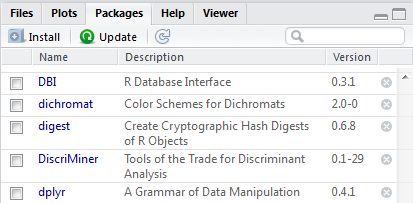 Files Plots Packages Help Viewer
Install Update
Name Description Version
DBI R Database Interface 0.3.1
dichromat Color Schemes for Dichromats 2.0-0
digest Create Cryptographic Hash Digests 0.6.8
of R Objects
DiscriMiner Tools of the Trade for Discriminant 0.1-29
Analysis
dplyr A Grammar of Data Manipulation 0.4.1